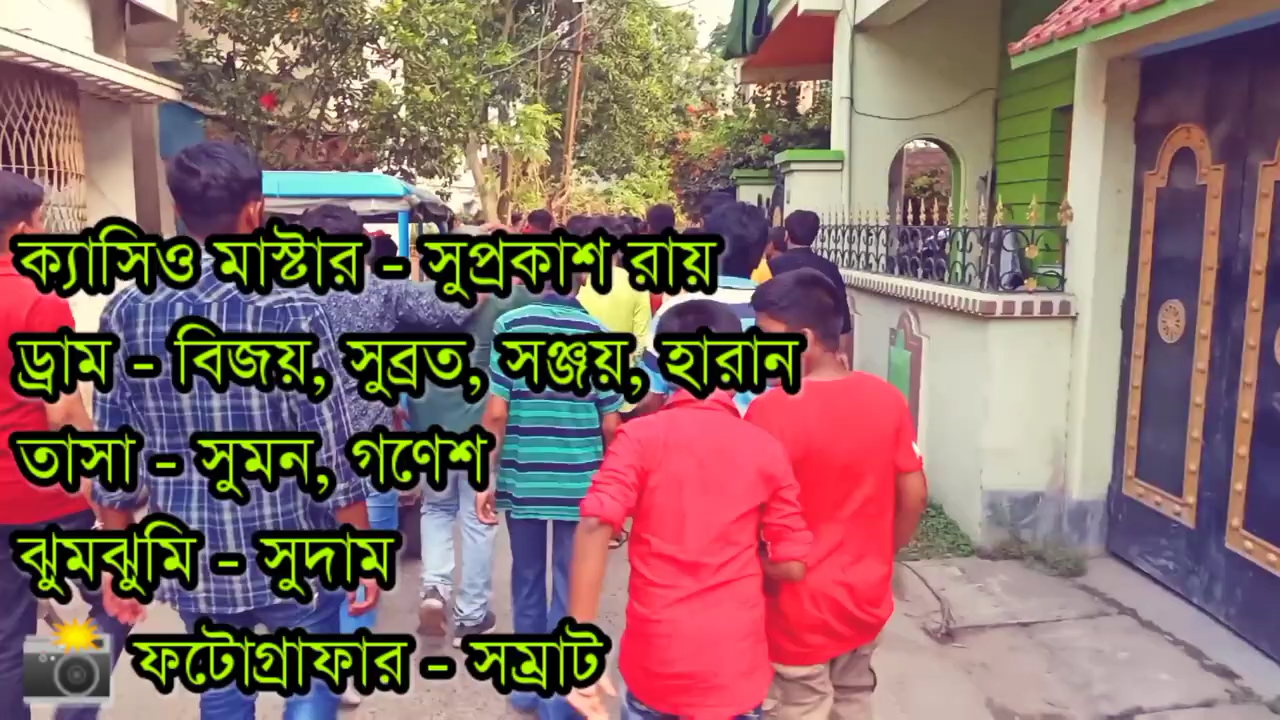 ক্যাসিও মাস্টার - সুপ্রকাশ রায়
ড্রাম - বিজয়, সুব্রত, সঞ্জয়, হারান
তাসা - সুমন, গণেশ
ঝুমঝুমি - সুদাম
ফটোগ্রাফার - সম্রাট